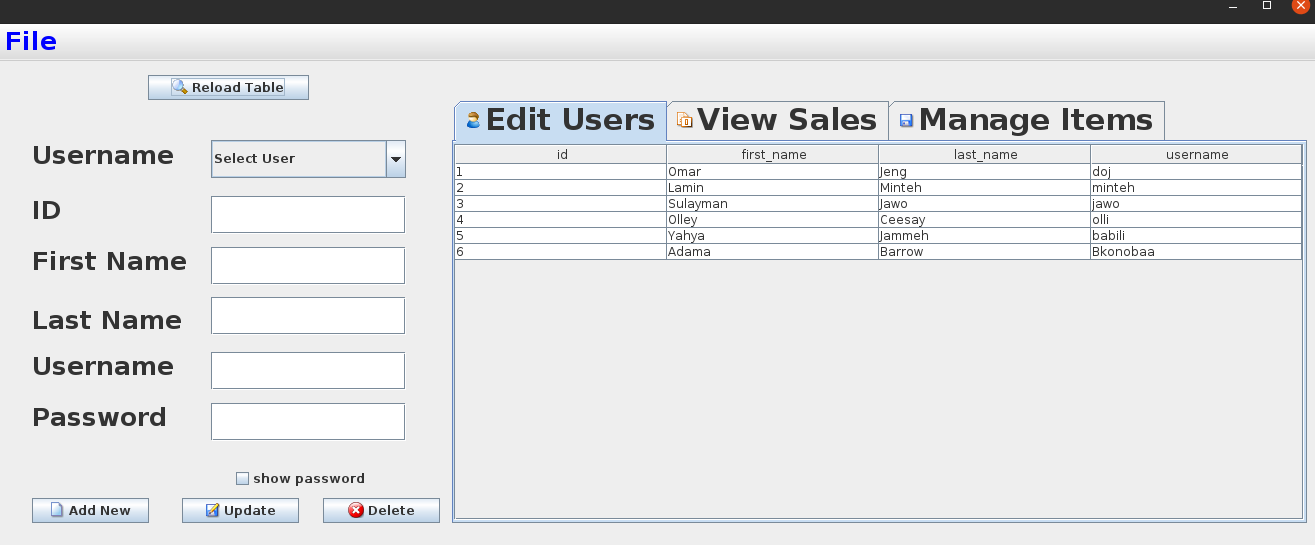 File
Reload Table
Username Select User
ID
First Name
Last Name
Username
Password
show password
Add New Update Delete
Edit Users View Sales Manage Items
id first_name last_name username
1 Omar Jeng doj
2 Lamin Minteh minteh
3 Sulayman Jawo jawo
4 Olley Ceesay olli
5 Yahya Jammeh babili
6 Adama Barrow Bkonobaa